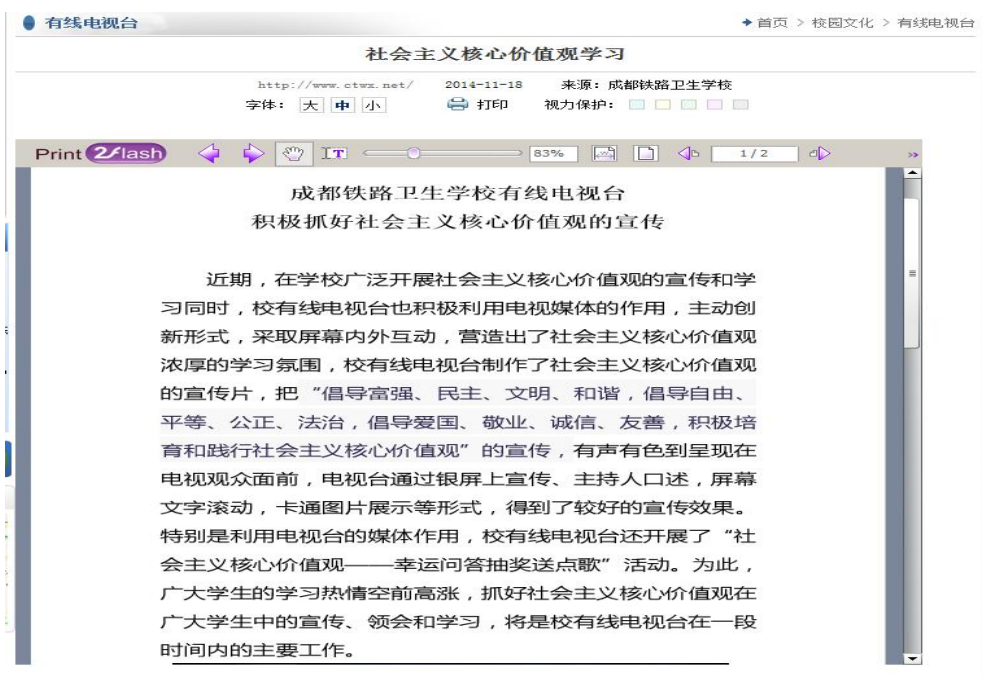 有线电视台
首页 > 校园文化 > 有线电视台
社会主义核心价值观学习
http://www.ctwx.net/ 2014-11-18 来源：成都铁路卫生学校
字体： 大 中 小 打印 视力保护：
Print 2Flash 83% 1/2 »
成都铁路卫生学校有线电视台
积极抓好社会主义核心价值观的宣传
近期，在学校广泛开展社会主义核心价值观的宣传和学
习同时，校有线电视台也积极利用电视媒体的作用，主动创
新形式，采取屏幕内外互动，营造出了社会主义核心价值观
浓厚的学习氛围，校有线电视台制作了社会主义核心价值观
的宣传片，把“倡导富强、民主、文明、和谐，倡导自由、
平等、公正、法治，倡导爱国、敬业、诚信、友善，积极培
育和践行社会主义核心价值观”的宣传，有声有色到呈现在
电视观众面前，电视台通过银屏上宣传、主持人口述，屏幕
文字滚动，卡通图片展示等形式，得到了较好的宣传效果。
特别是利用电视台的媒体作用，校有线电视台还开展了“社
会主义核心价值观——幸运问答抽奖送点歌”活动。为此，
广大学生的学习热情空前高涨，抓好社会主义核心价值观在
广大学生中的宣传、领会和学习，将是校有线电视台在一段
时间内的主要工作。